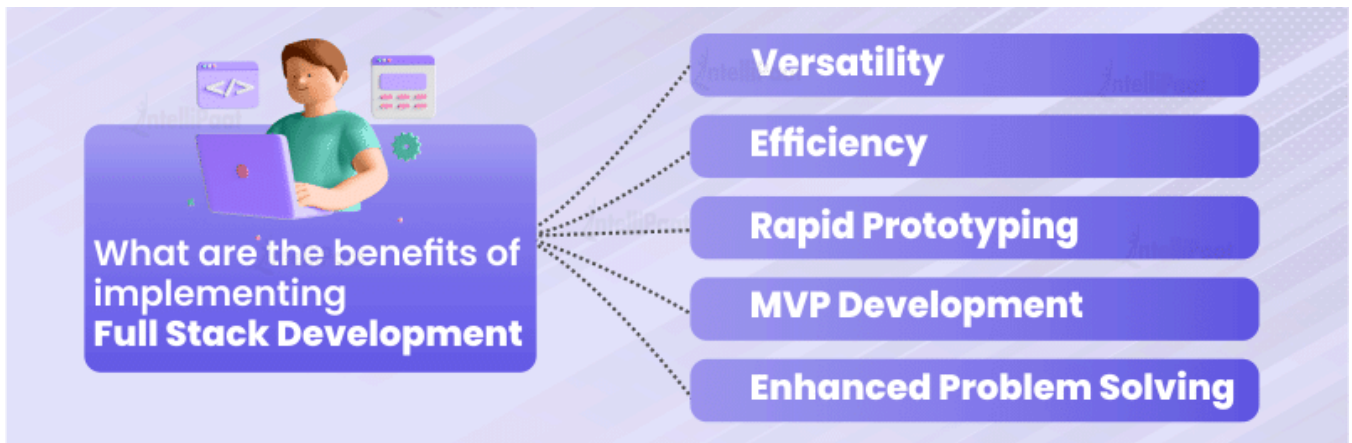 What are the benefits of
implementing
Full Stack Development
Versatility
Efficiency
Rapid Prototyping
MVP Development
Enhanced Problem Solving